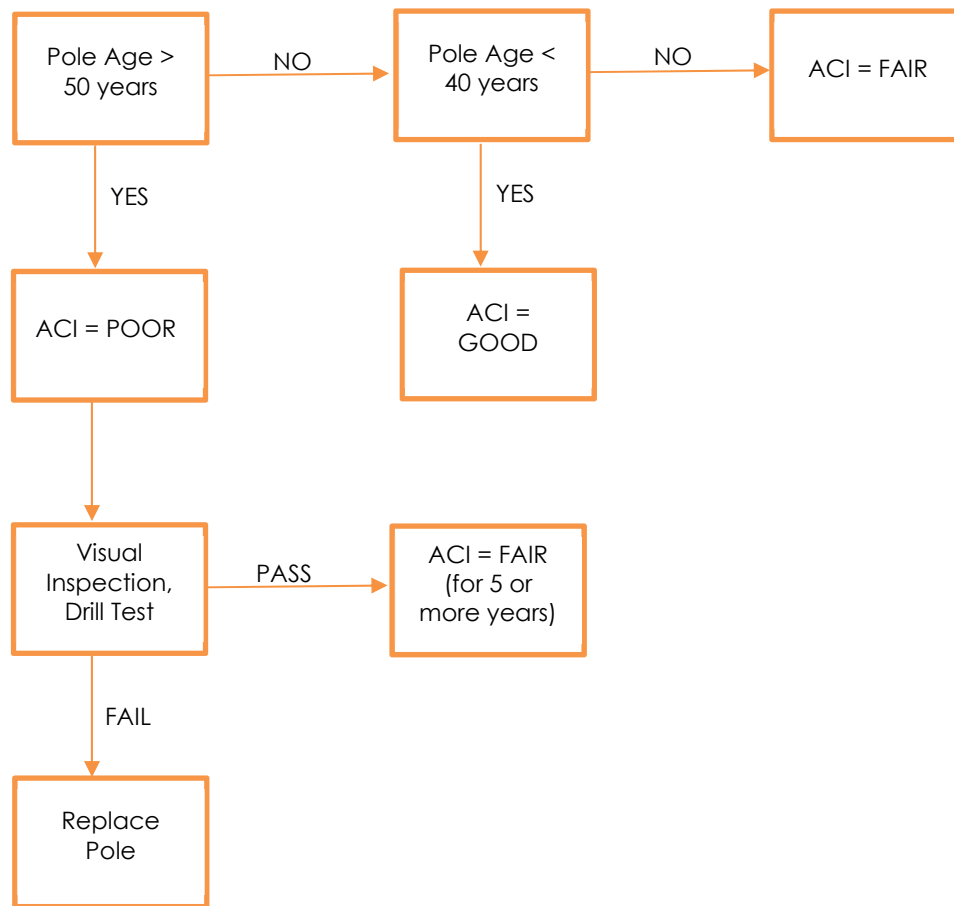 Pole Age >
50 years
NO
Pole Age <
40 years
NO
ACI = FAIR
YES
YES
ACI = POOR
ACI =
GOOD
Visual
Inspection,
Drill Test
PASS
ACI = FAIR
(for 5 or
more years)
FAIL
Replace
Pole